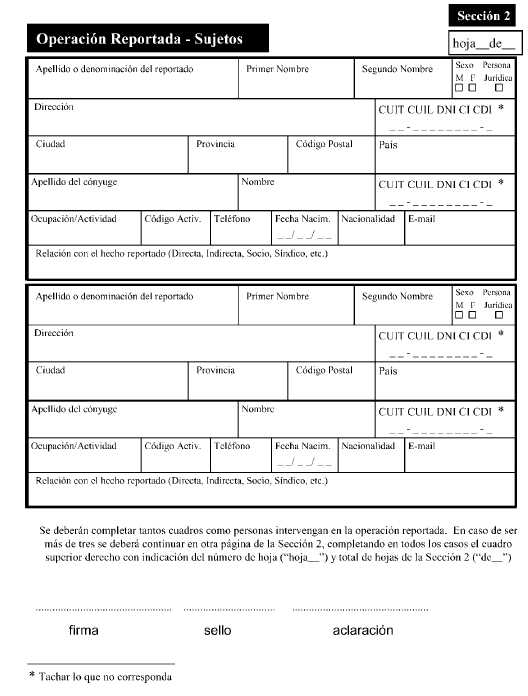 Sección 2
Operación Reportada - Sujetos
hoja__de__
Apellido o denominación del reportado Primer Nombre Segundo Nombre Sexo Persona
M F Jurídica
Dirección CUIT CUIL DNI CI CDI *
_ _ - _ _ _ _ _ _ _ _ - _
Ciudad Provincia Código Postal País
Apellido del cónyuge Nombre CUIT CUIL DNI CI CDI *
_ _ - _ _ _ _ _ _ _ _ - _
Ocupación/Actividad Código Activ. Teléfono Fecha Nacim. Nacionalidad E-mail
_ _/_ _/_ _
Relación con el hecho reportado (Directa, Indirecta, Socio, Síndico, etc.)
Apellido o denominación del reportado Primer Nombre Segundo Nombre Sexo Persona
M F Jurídica
Dirección CUIT CUIL DNI CI CDI *
_ _ - _ _ _ _ _ _ _ _ - _
Ciudad Provincia Código Postal País
Apellido del cónyuge Nombre CUIT CUIL DNI CI CDI *
_ _ - _ _ _ _ _ _ _ _ - _
Ocupación/Actividad Código Activ. Teléfono Fecha Nacim. Nacionalidad E-mail
_ _/_ _/_ _
Relación con el hecho reportado (Directa, Indirecta, Socio, Síndico, etc.)
Se deberán completar tantos cuadros como personas intervengan en la operación reportada. En caso de ser
más de tres se deberá continuar en otra página de la Sección 2, completando en todos los casos el cuadro
superior derecho con indicación del número de hoja (“hoja__”) y total de hojas de la Sección 2 (“de__”)
firma sello aclaración
* Tachar lo que no corresponda